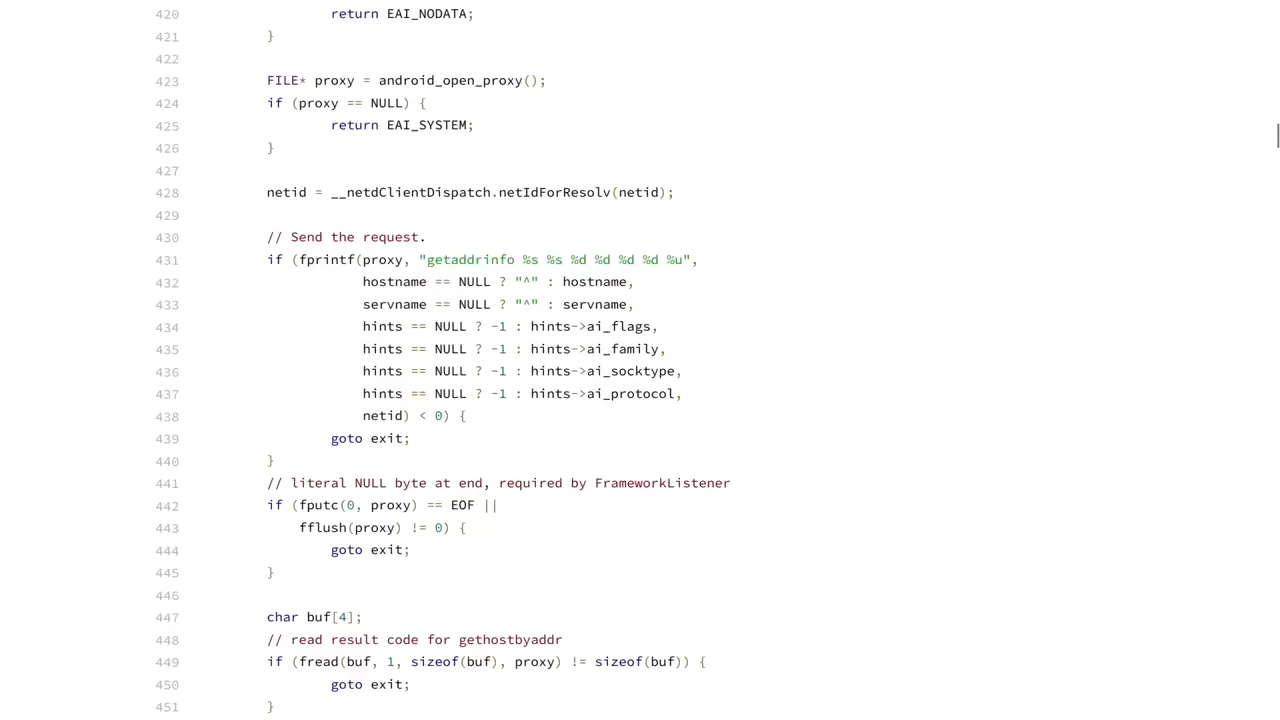 420 return EAI_NODATA;
421 }
422
423 FILE* proxy = android_open_proxy();
424 if (proxy == NULL) {
425 return EAI_SYSTEM;
426 }
427
428 netid = __netdClientDispatch.netIdForResolv(netid);
429
430 // Send the request.
431 if (fprintf(proxy, "getaddrinfo %s %s %d %d %d %d %u",
432 hostname == NULL ? "^" : hostname,
433 servname == NULL ? "^" : servname,
434 hints == NULL ? -1 : hints->ai_flags,
435 hints == NULL ? -1 : hints->ai_family,
436 hints == NULL ? -1 : hints->ai_socktype,
437 hints == NULL ? -1 : hints->ai_protocol,
438 netid) < 0) {
439 goto exit;
440 }
441 // literal NULL byte at end, required by FrameworkListener
442 if (fputc(0, proxy) == EOF ||
443 fflush(proxy) != 0) {
444 goto exit;
445 }
446
447 char buf[4];
448 // read result code for gethostbyaddr
449 if (fread(buf, 1, sizeof(buf), proxy) != sizeof(buf)) {
450 goto exit;
451 }